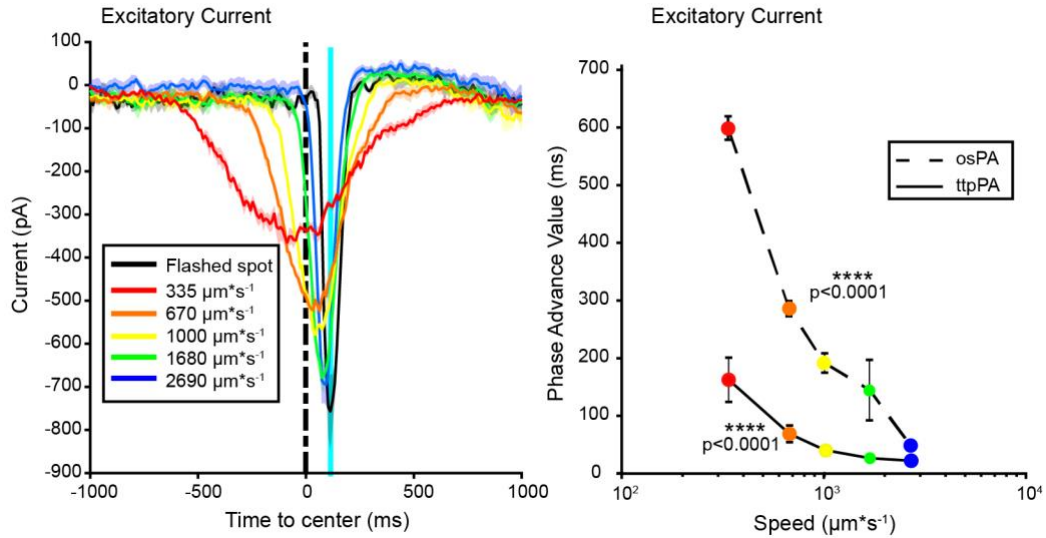 Excitatory Current
100
0
-100
-200
-300
-400
-500
-600
-700
-800
-900
Current (pA)
Flashed spot
335 µm*s⁻¹
670 µm*s⁻¹
1000 µm*s⁻¹
1680 µm*s⁻¹
2690 µm*s⁻¹
-1000
-500
0
500
1000
Time to center (ms)
Excitatory Current
700
600
500
400
300
200
100
0
Phase Advance Value (ms)
osPA
ttpPA
****
p<0.0001
****
p<0.0001
10²
10³
10⁴
Speed (µm*s⁻¹)